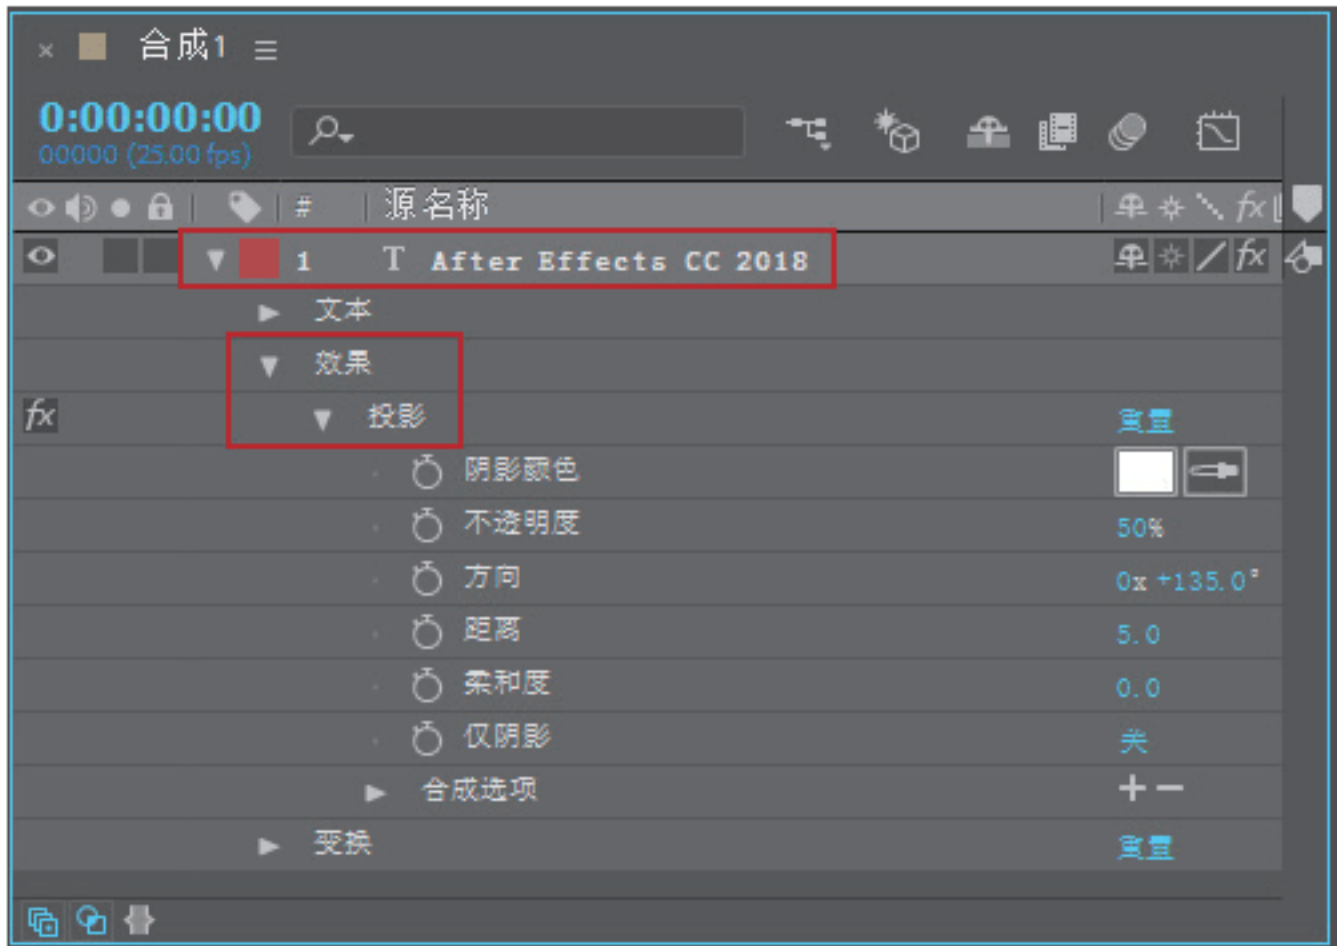 合成1
0:00:00:00
00000 (25.00 fps)
# 源名称 fx
1 T After Effects CC 2018 fx
文本
效果
fx 投影 重置
阴影颜色
不透明度 50%
方向 0x +135.0°
距离 5.0
柔和度 0.0
仅阴影 关
合成选项 + -
变换 重置